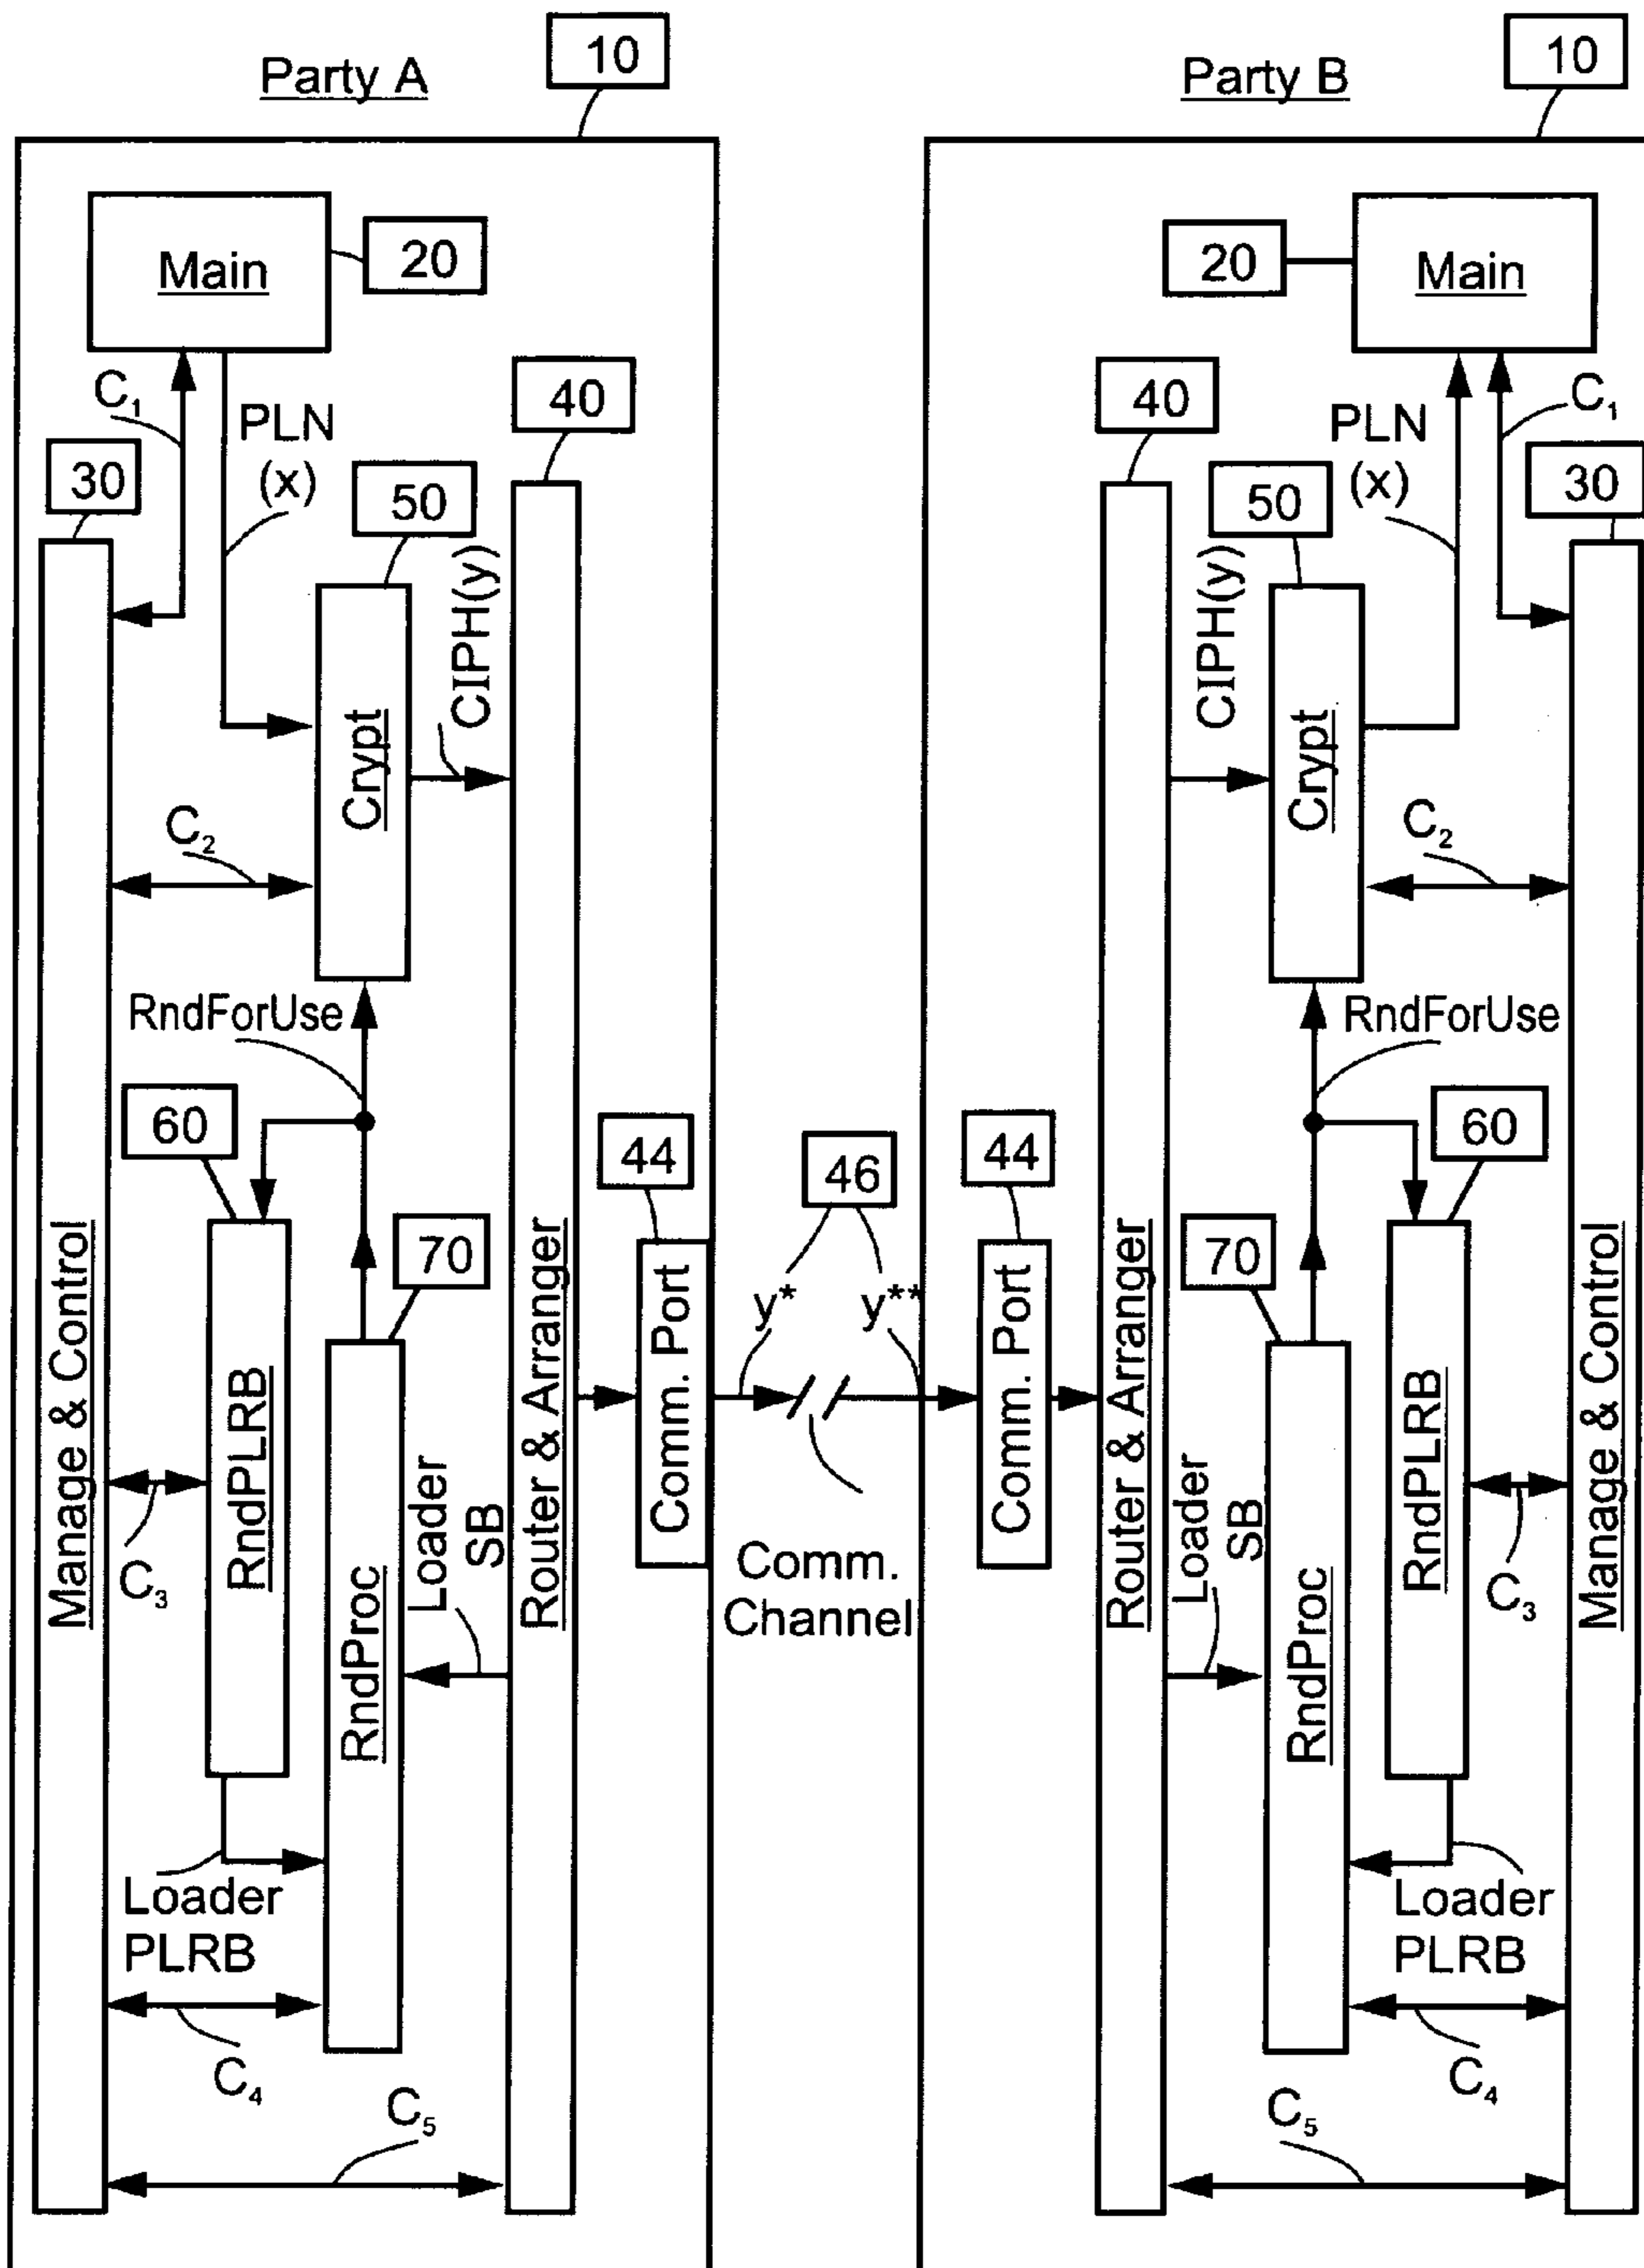 10
10
Party A
Party B
Main
20
20
Main
C₁
PLN
(x)
40
40
PLN
(x)
C₁
30
50
50
30
CIPH(y)
CIPH(y)
Crypt
Crypt
C₂
C₂
RndForUse
RndForUse
60
44
46
44
60
70
70
Manage & Control
RndPLRB
RndProc
Loader
SB
Router & Arranger
Comm. Port
y*
y**
Comm.
Channel
Comm. Port
Router & Arranger
Loader
SB
RndProc
RndPLRB
Manage & Control
C₃
C₃
Loader
PLRB
Loader
PLRB
C₄
C₄
C₅
C₅